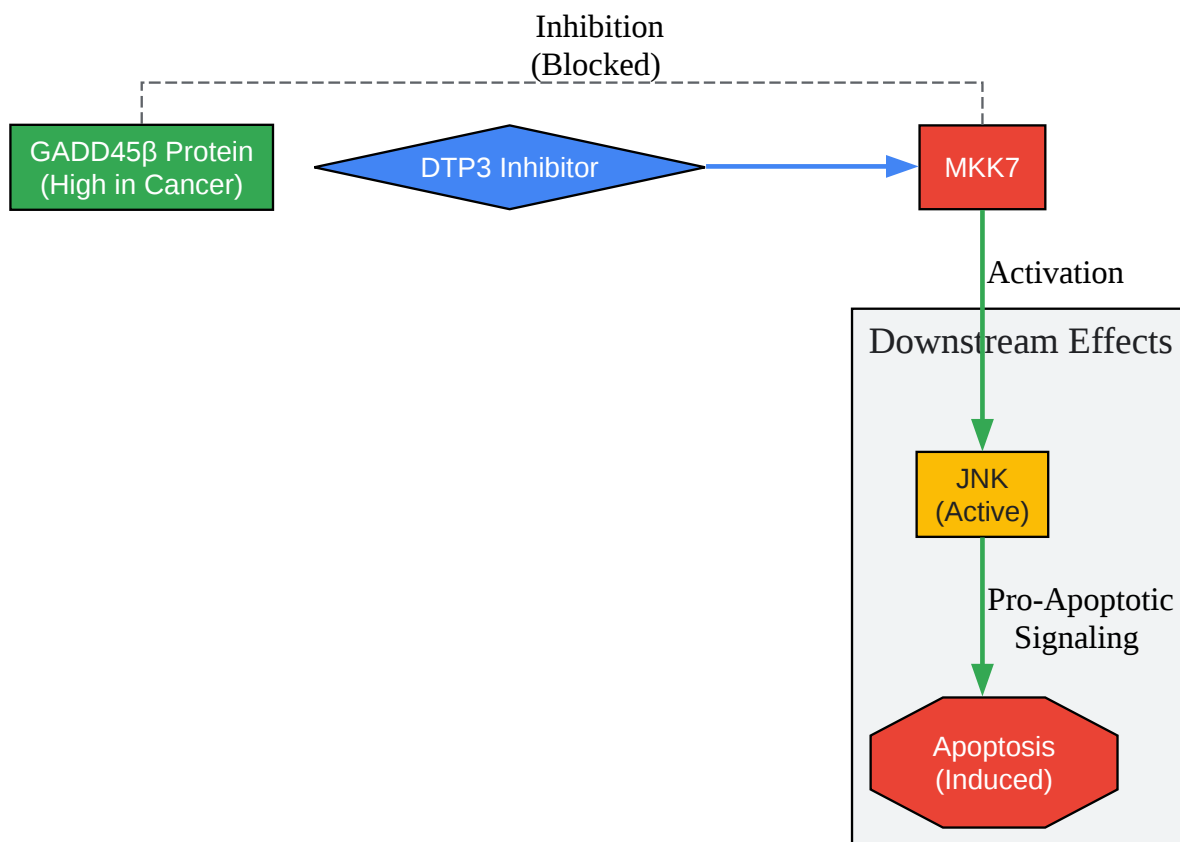 Inhibition
(Blocked)
GADD45β Protein
(High in Cancer)
DTP3 Inhibitor
MKK7
Activation
Downstream Effects
JNK
(Active)
Pro-Apoptotic
Signaling
Apoptosis
(Induced)